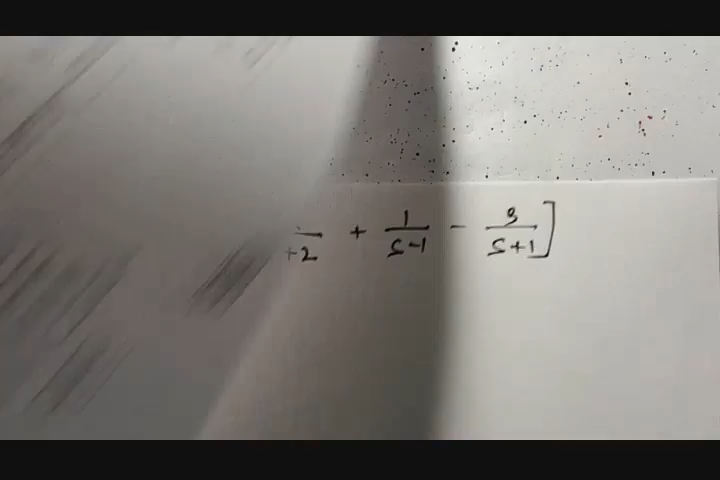 +2 + 1/(s-1) - 9/(s+1) ]